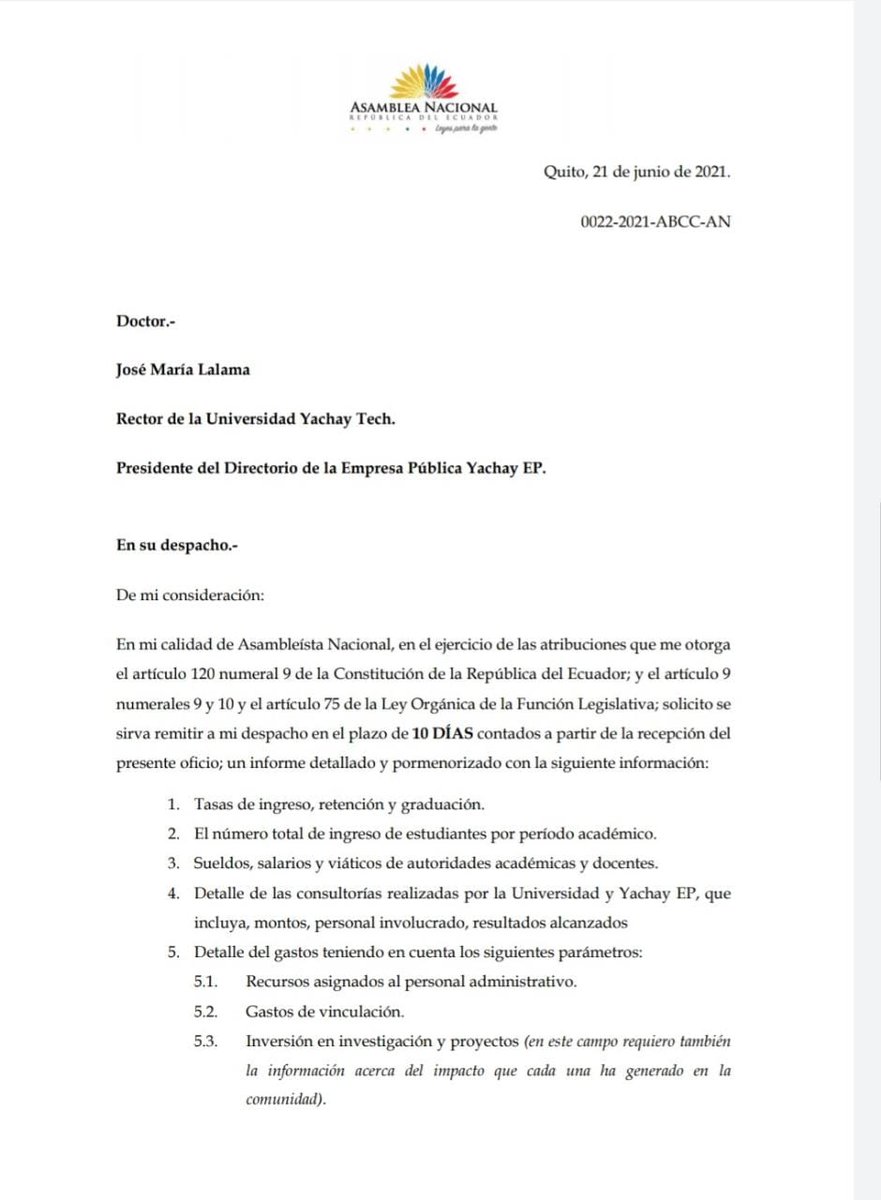 ASAMBLEA NACIONAL
REPÚBLICA DEL ECUADOR
Leyes para la gente
Quito, 21 de junio de 2021.
0022-2021-ABCC-AN
Doctor.-
José María Lalama
Rector de la Universidad Yachay Tech.
Presidente del Directorio de la Empresa Pública Yachay EP.
En su despacho.-
De mi consideración:
En mi calidad de Asambleísta Nacional, en el ejercicio de las atribuciones que me otorga
el artículo 120 numeral 9 de la Constitución de la República del Ecuador; y el artículo 9
numerales 9 y 10 y el artículo 75 de la Ley Orgánica de la Función Legislativa; solicito se
sirva remitir a mi despacho en el plazo de 10 DÍAS contados a partir de la recepción del
presente oficio; un informe detallado y pormenorizado con la siguiente información:
1. Tasas de ingreso, retención y graduación.
2. El número total de ingreso de estudiantes por período académico.
3. Sueldos, salarios y viáticos de autoridades académicas y docentes.
4. Detalle de las consultorías realizadas por la Universidad y Yachay EP, que
incluya, montos, personal involucrado, resultados alcanzados
5. Detalle del gastos teniendo en cuenta los siguientes parámetros:
5.1. Recursos asignados al personal administrativo.
5.2. Gastos de vinculación.
5.3. Inversión en investigación y proyectos (en este campo requiero también
la información acerca del impacto que cada una ha generado en la
comunidad).